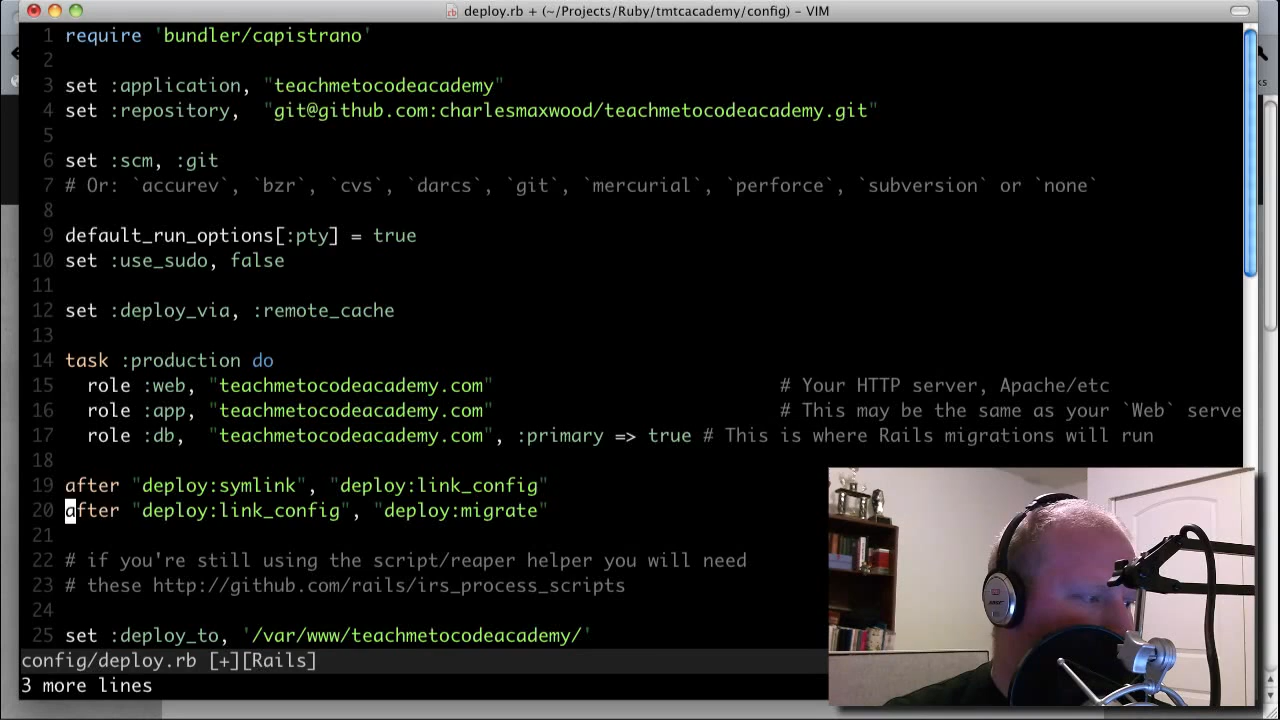 deploy.rb + (~/Projects/Ruby/tmtcacademy/config) – VIM
1 require 'bundler/capistrano'
2
3 set :application, "teachmetocodeacademy"
4 set :repository,  "git@github.com:charlesmaxwood/teachmetocodeacademy.git"
5
6 set :scm, :git
7 # Or: `accurev`, `bzr`, `cvs`, `darcs`, `git`, `mercurial`, `perforce`, `subversion` or `none`
8
9 default_run_options[:pty] = true
10 set :use_sudo, false
11
12 set :deploy_via, :remote_cache
13
14 task :production do
15   role :web, "teachmetocodeacademy.com"                          # Your HTTP server, Apache/etc
16   role :app, "teachmetocodeacademy.com"                          # This may be the same as your `Web` serve
17   role :db,  "teachmetocodeacademy.com", :primary => true # This is where Rails migrations will run
18
19 after "deploy:symlink", "deploy:link_config"
20 after "deploy:link_config", "deploy:migrate"
21
22 # if you're still using the script/reaper helper you will need
23 # these http://github.com/rails/irs_process_scripts
24
25 set :deploy_to, '/var/www/teachmetocodeacademy/'
config/deploy.rb [+][Rails]
3 more lines